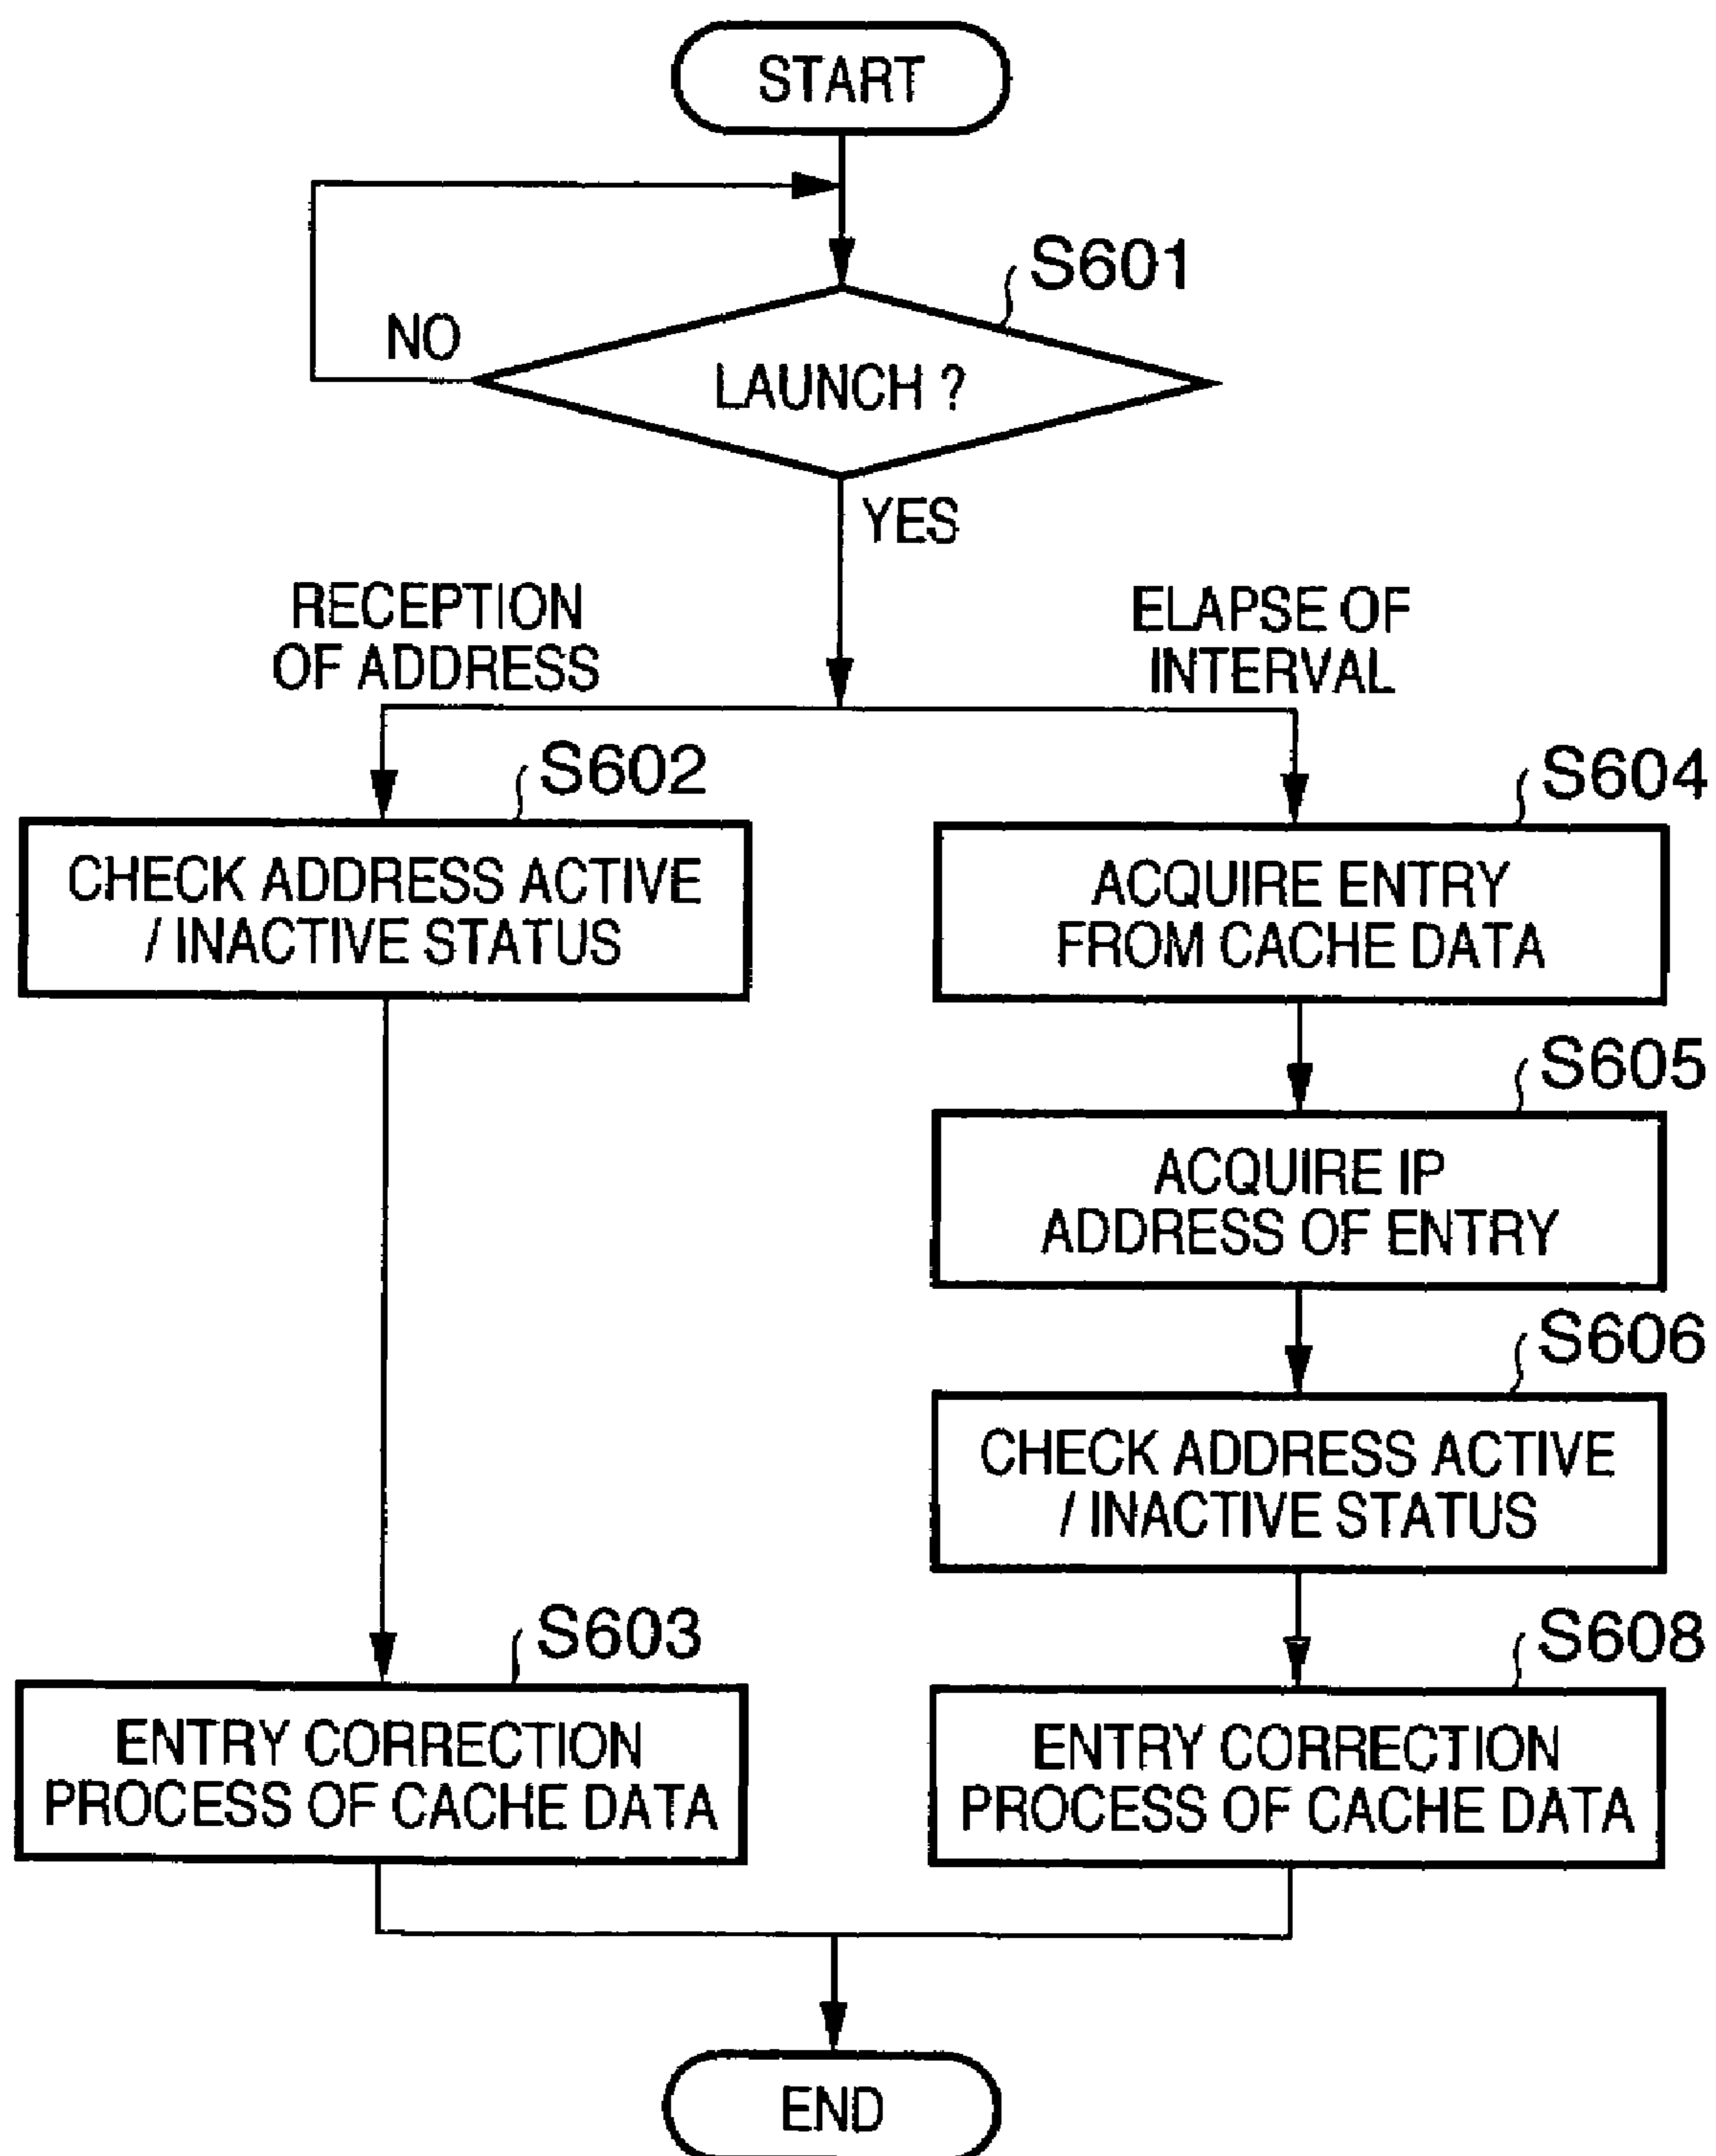 START
S601
NO
LAUNCH ?
YES
RECEPTION
OF ADDRESS
ELAPSE OF
INTERVAL
S602
CHECK ADDRESS ACTIVE
/ INACTIVE STATUS
S604
ACQUIRE ENTRY
FROM CACHE DATA
S605
ACQUIRE IP
ADDRESS OF ENTRY
S606
CHECK ADDRESS ACTIVE
/ INACTIVE STATUS
S603
ENTRY CORRECTION
PROCESS OF CACHE DATA
S608
ENTRY CORRECTION
PROCESS OF CACHE DATA
END